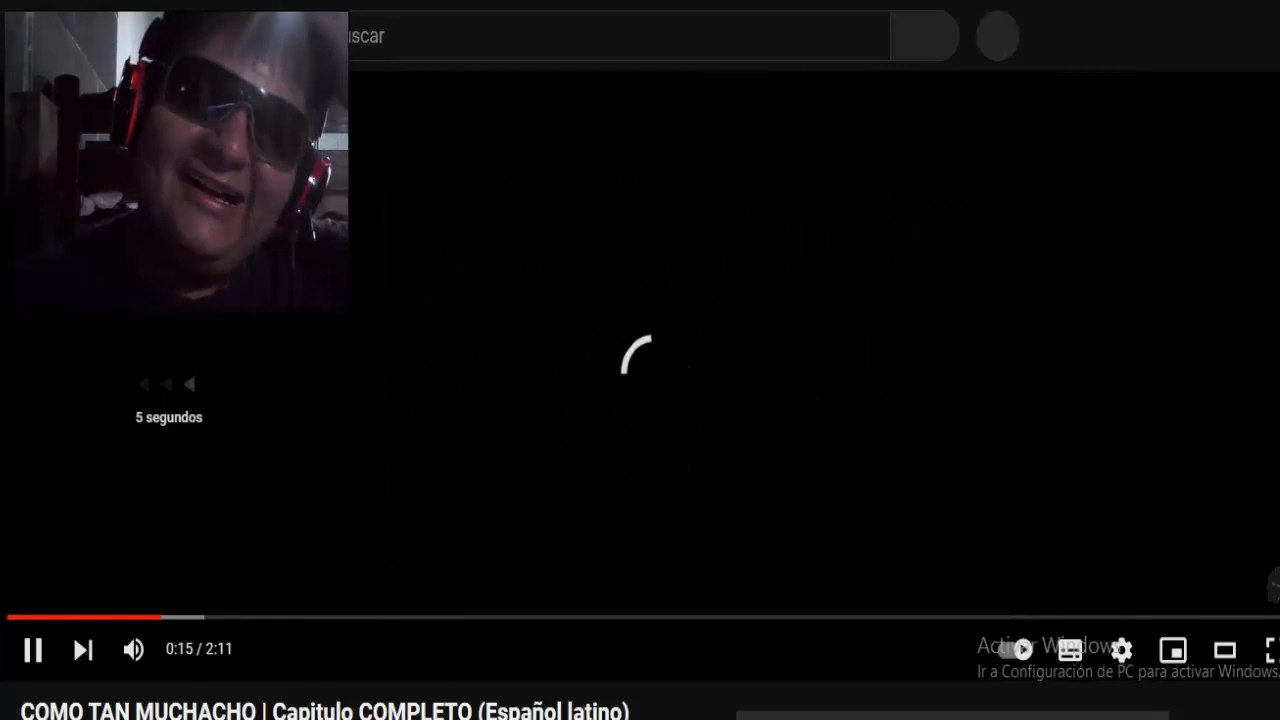 uscar
5 segundos
0:15 / 2:11
Activar Windows
Ir a Configuración de PC para activar Windows.
COMO TAN MUCHACHO | Capitulo COMPLETO (Español latino)